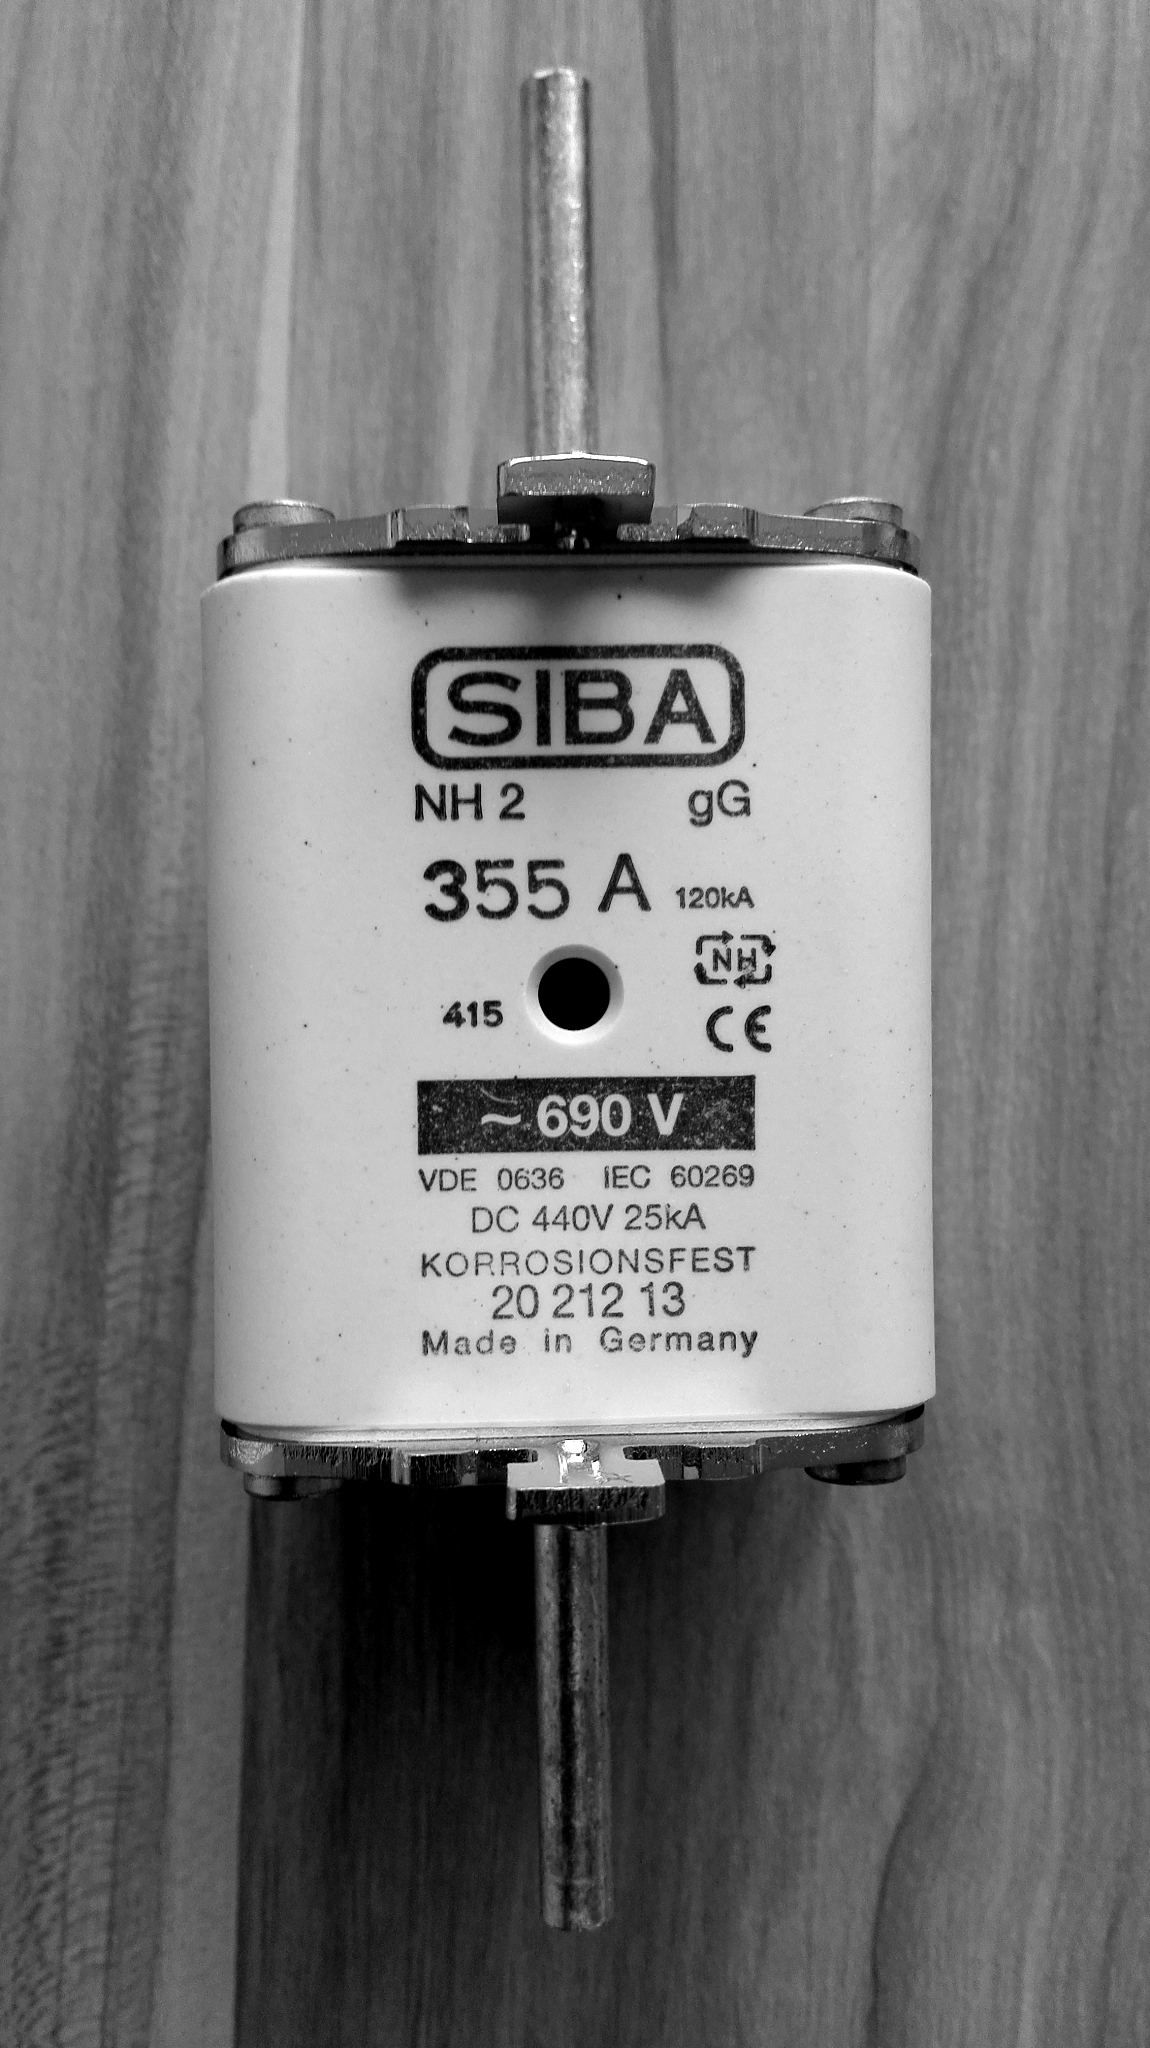 SIBA
NH 2 gG
355 A 120kA
NH
415 CE
~ 690 V
VDE 0636 IEC 60269
DC 440V 25kA
KORROSIONSFEST
20 212 13
Made in Germany